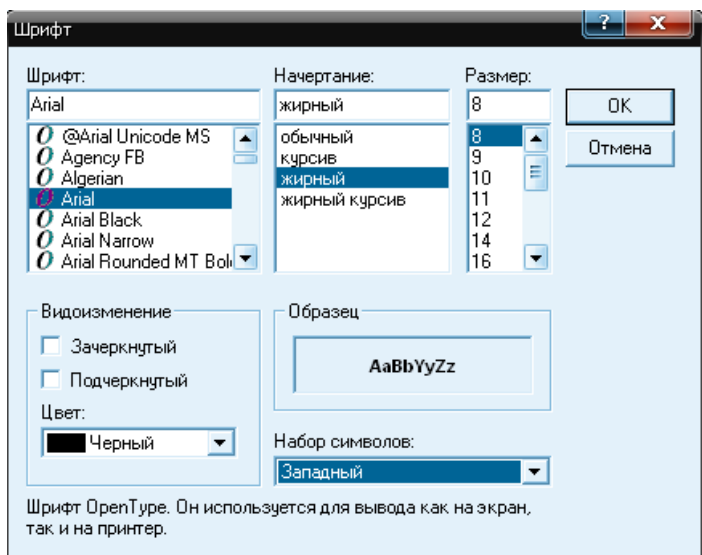 Шрифт
?
X
Шрифт:
Начертание:
Размер:
Arial
жирный
8
OK
Отмена
@Arial Unicode MS
Agency FB
Algerian
Arial
Arial Black
Arial Narrow
Arial Rounded MT Bol
обычный
курсив
жирный
жирный курсив
8
9
10
11
12
14
16
Видоизменение
Зачеркнутый
Подчеркнутый
Цвет:
Черный
Образец
AaBbYyZz
Набор символов:
Западный
Шрифт OpenType. Он используется для вывода как на экран,
так и на принтер.